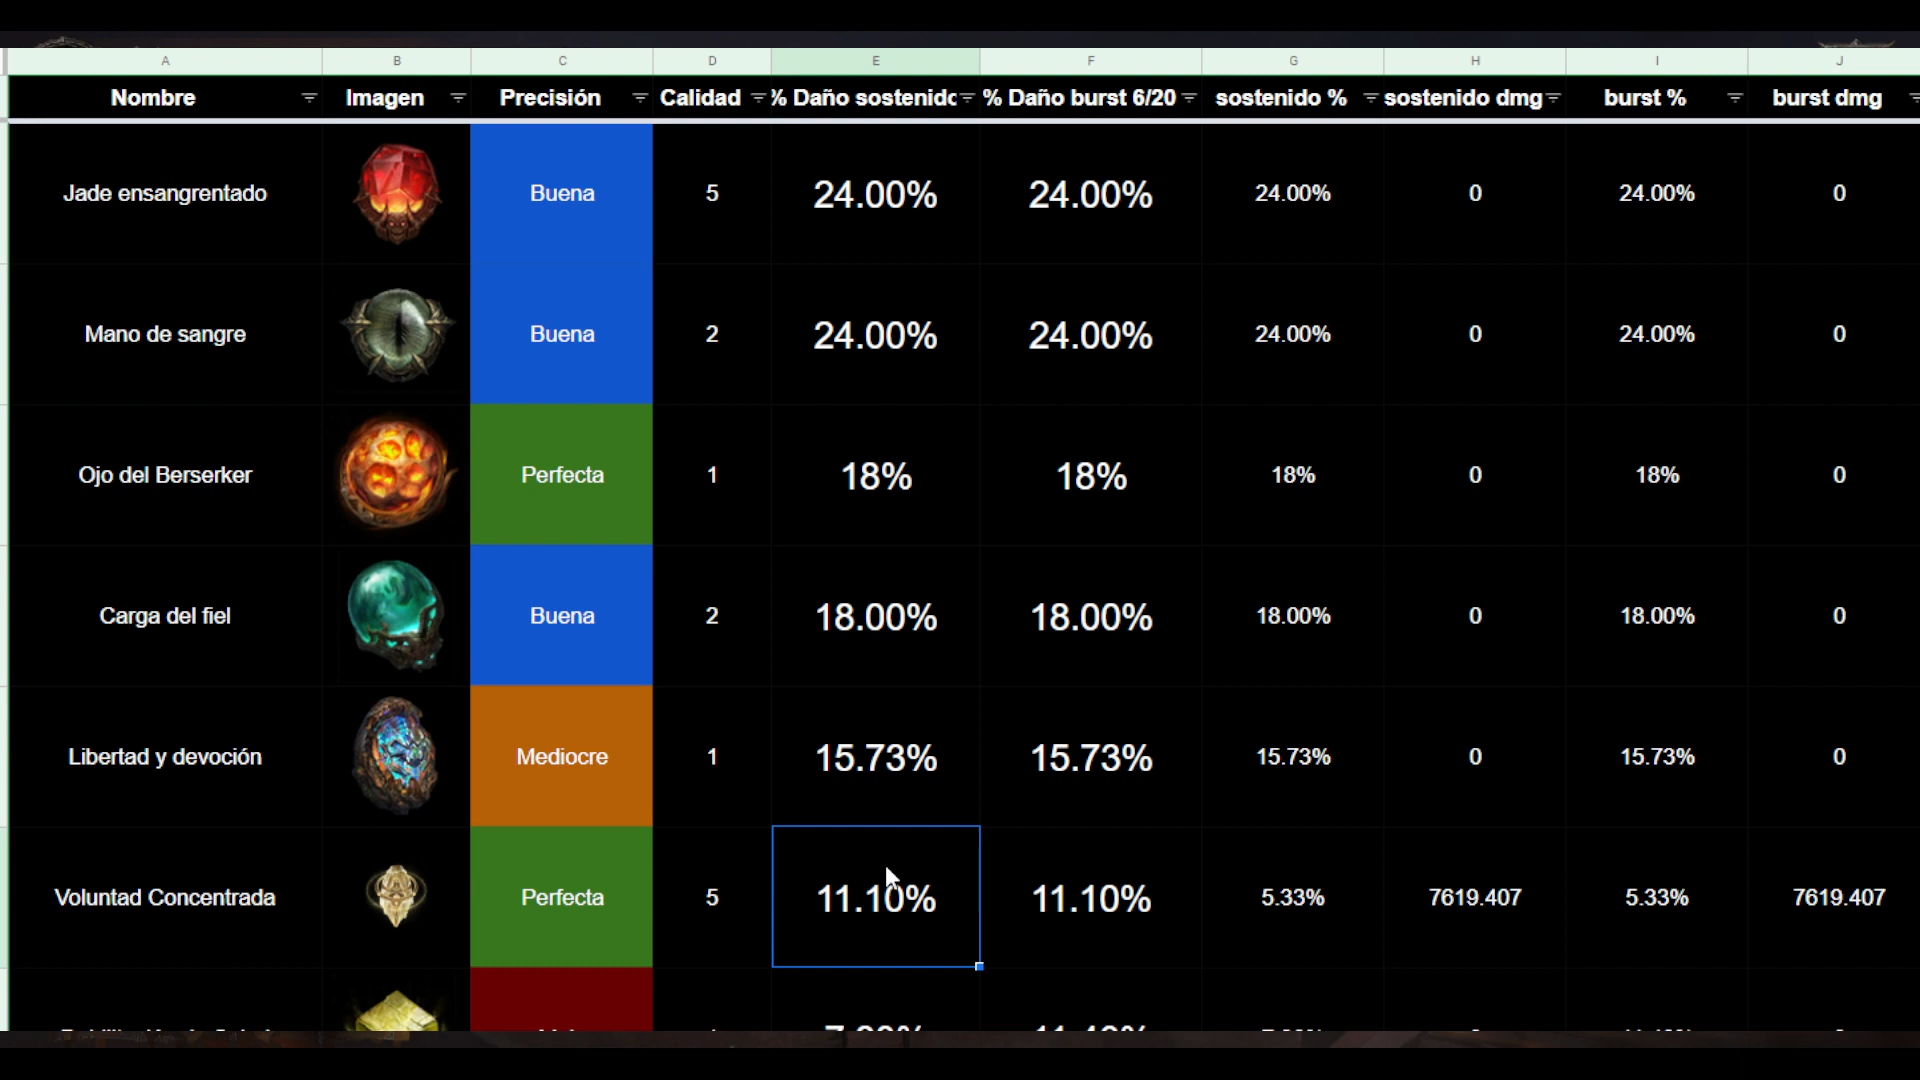 A B C D E F G H I J
Nombre Imagen Precisión Calidad % Daño sostenido % Daño burst 6/20 sostenido % sostenido dmg burst % burst dmg
Jade ensangrentado Buena 5 24.00% 24.00% 24.00% 0 24.00% 0
Mano de sangre Buena 2 24.00% 24.00% 24.00% 0 24.00% 0
Ojo del Berserker Perfecta 1 18% 18% 18% 0 18% 0
Carga del fiel Buena 2 18.00% 18.00% 18.00% 0 18.00% 0
Libertad y devoción Mediocre 1 15.73% 15.73% 15.73% 0 15.73% 0
Voluntad Concentrada Perfecta 5 11.10% 11.10% 5.33% 7619.407 5.33% 7619.407